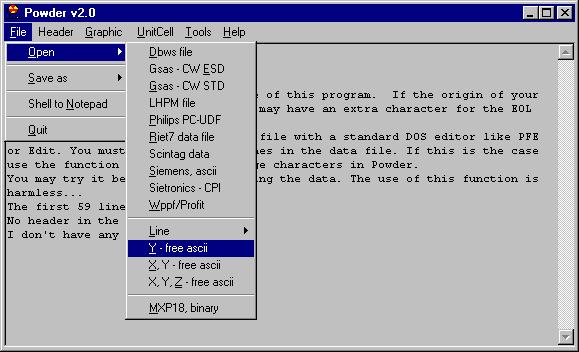 Powder v2.0
File Header Graphic UnitCell Tools Help
Open
Save as
Shell to Notepad
Quit
Dbws file
Gsas - CW ESD
Gsas - CW STD
LHPM file
Philips PC-UDF
Riet7 data file
Scintag data
Siemens, ascii
Sietronics - CPI
Wppf/Profit
Line
Y - free ascii
X, Y - free ascii
X, Y, Z - free ascii
MXP18, binary
e of this program. If the origin of your
may have an extra character for the EOL
file with a standard DOS editor like PFE
or Edit. You must nes in the data file. If this is the case
use the function ge characters in Powder.
You may try it be ing the data. The use of this function is
harmless...
The first 59 line
No header in the
I don't have any